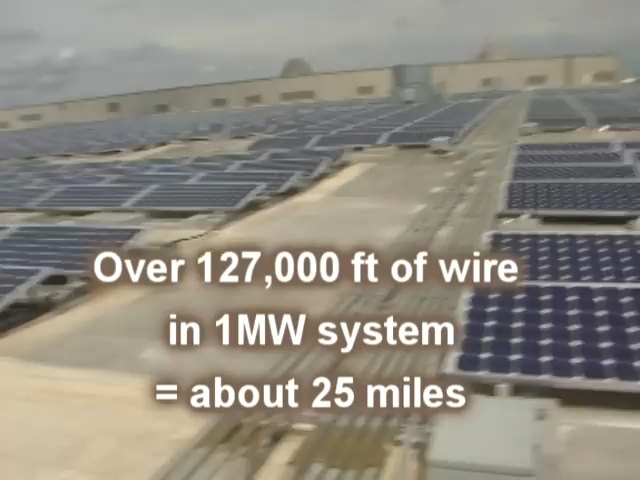 Over 127,000 ft of wire
in 1MW system
= about 25 miles